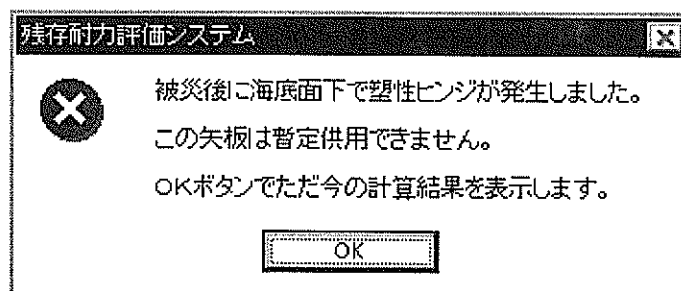 残存耐力評価システム
被災後に海底面下で塑性ヒンジが発生しました。
この矢板は暫定供用できません。
OKボタンでただ今の計算結果を表示します。
OK